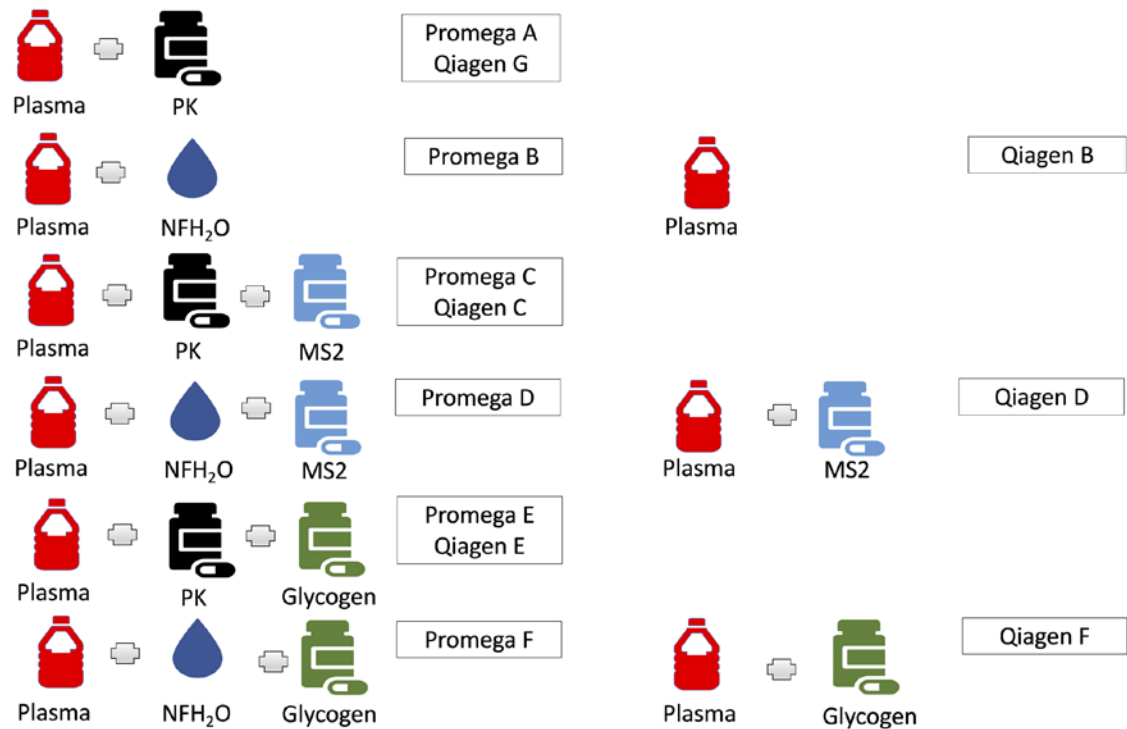 Promega A
Qiagen G
Plasma
PK
Promega B
Qiagen B
Plasma
NFH₂O
Plasma
Promega C
Qiagen C
Plasma
PK
MS2
Promega D
Qiagen D
Plasma
NFH₂O
MS2
Plasma
MS2
Promega E
Qiagen E
Plasma
PK
Glycogen
Promega F
Qiagen F
Plasma
NFH₂O
Glycogen
Plasma
Glycogen